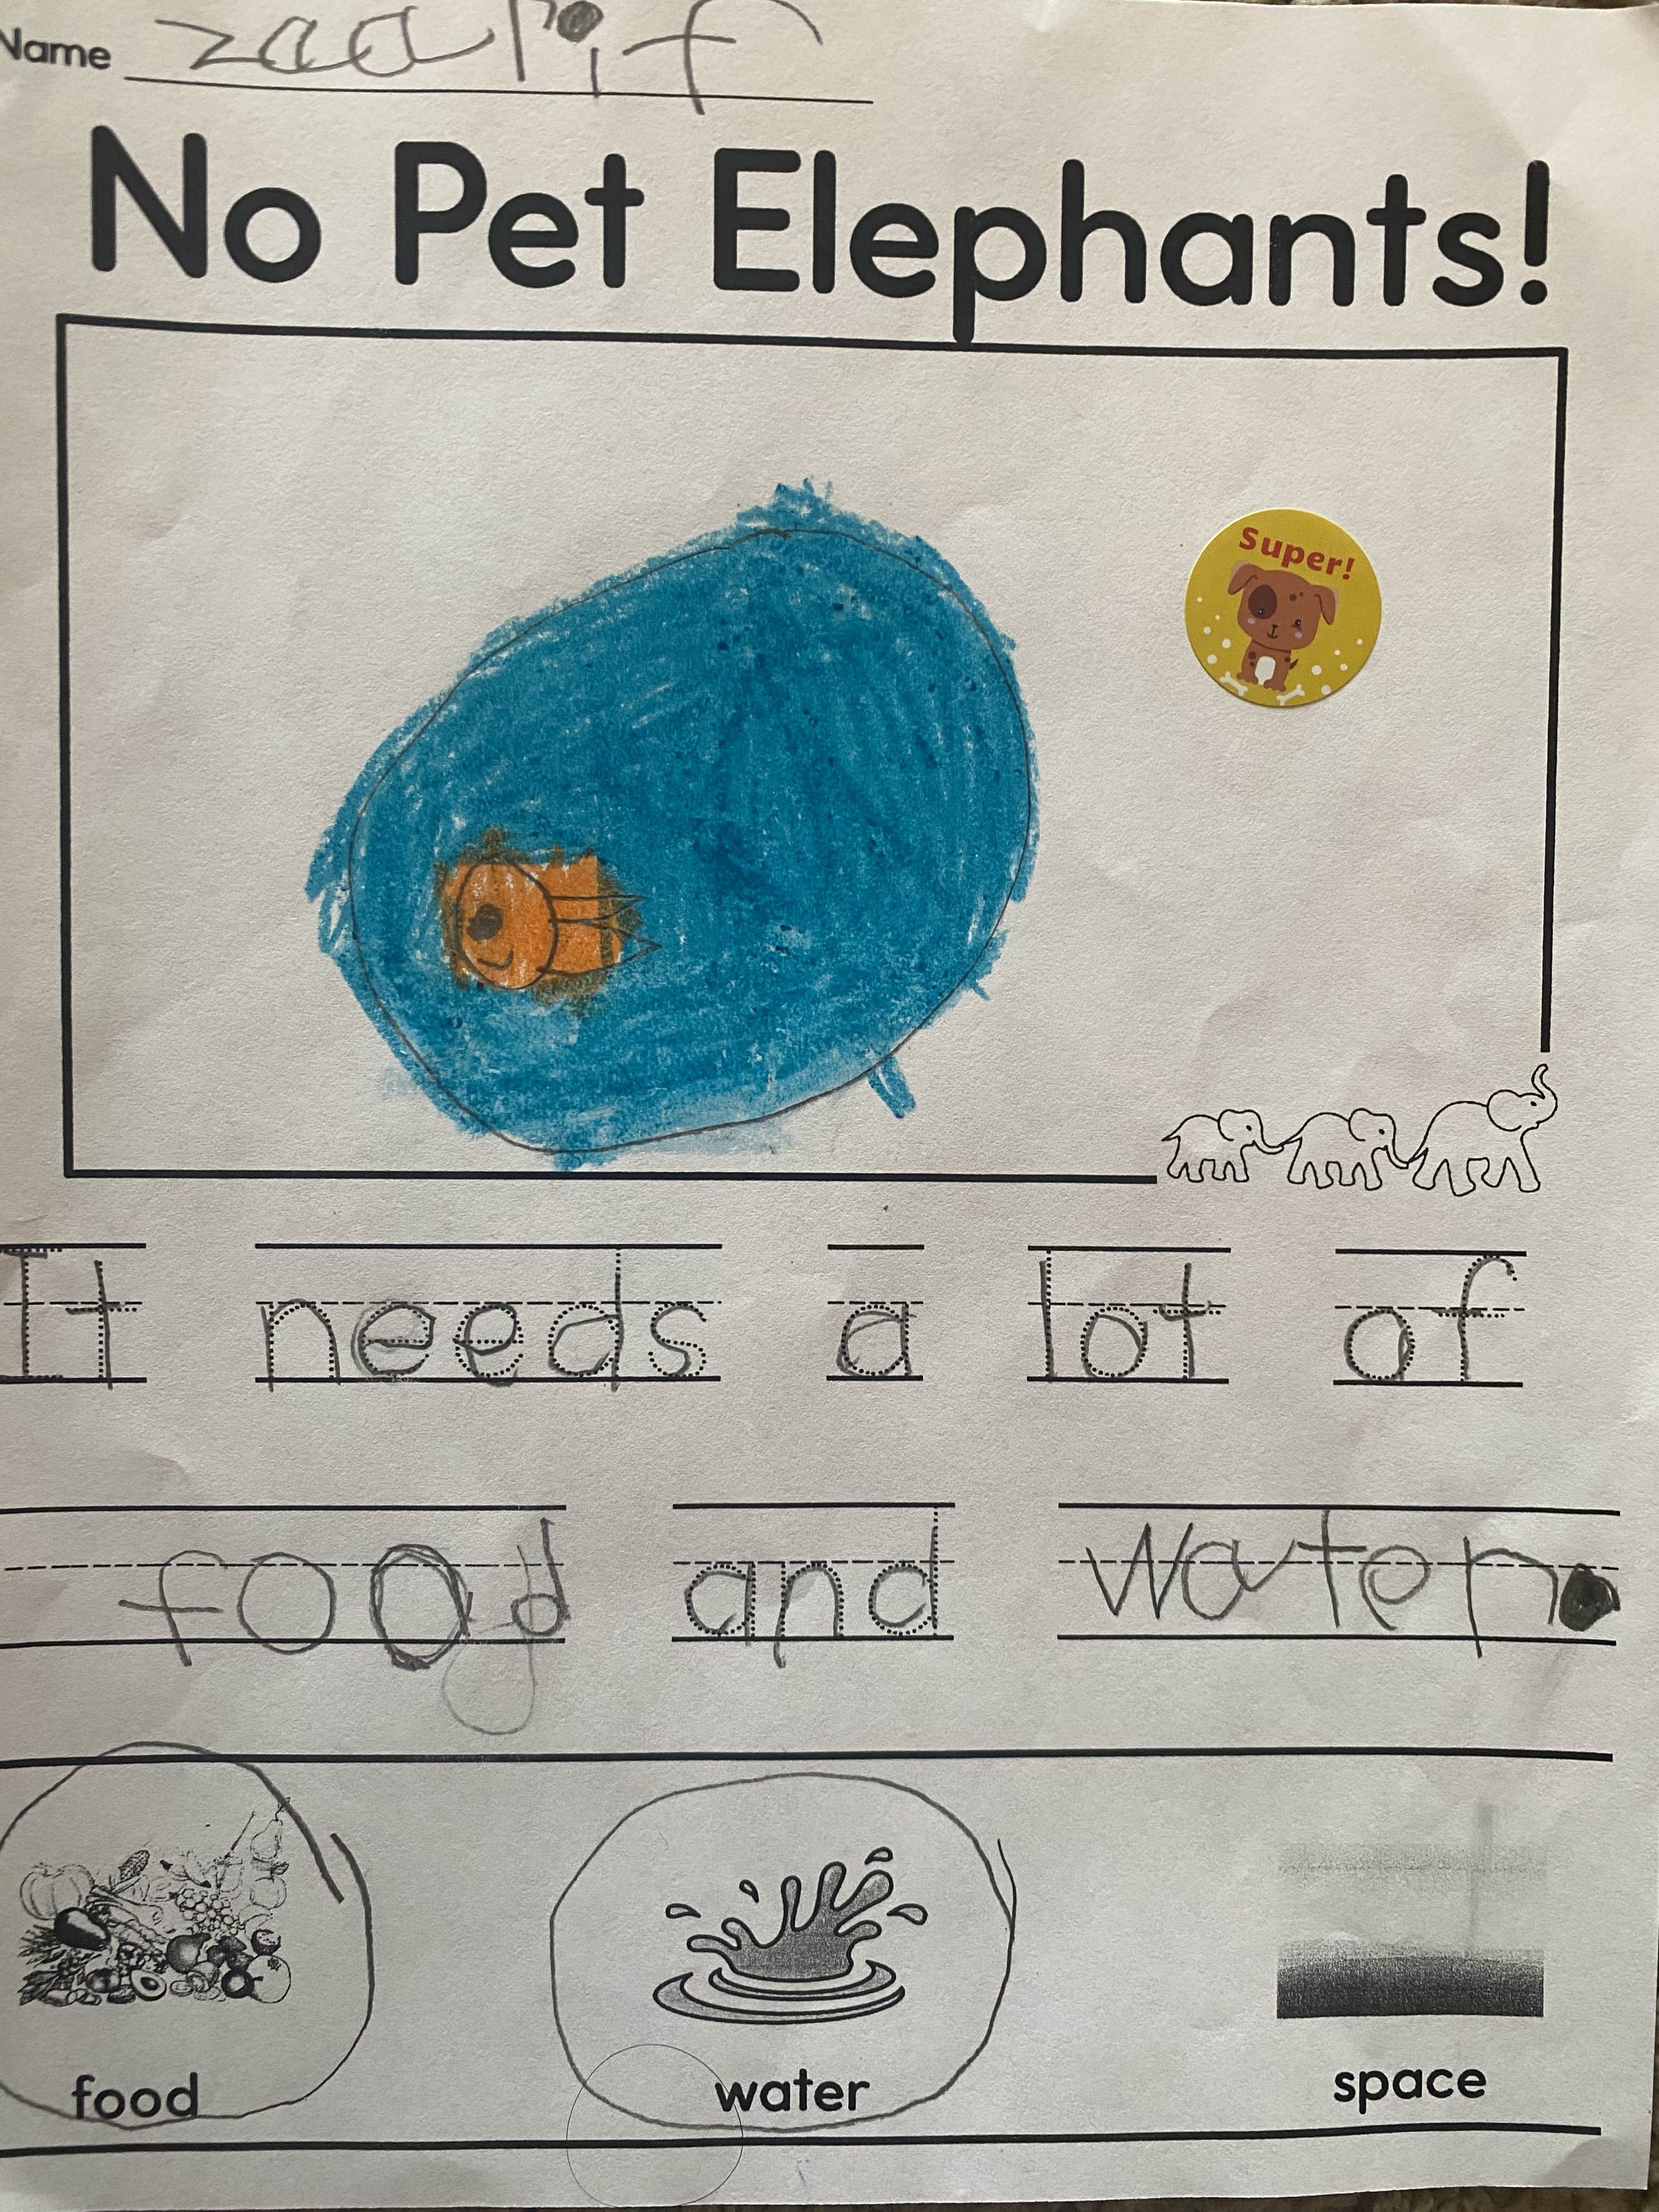 Name zaarif
No Pet Elephants!
Super!
It needs a lot of
food and water.
food water space